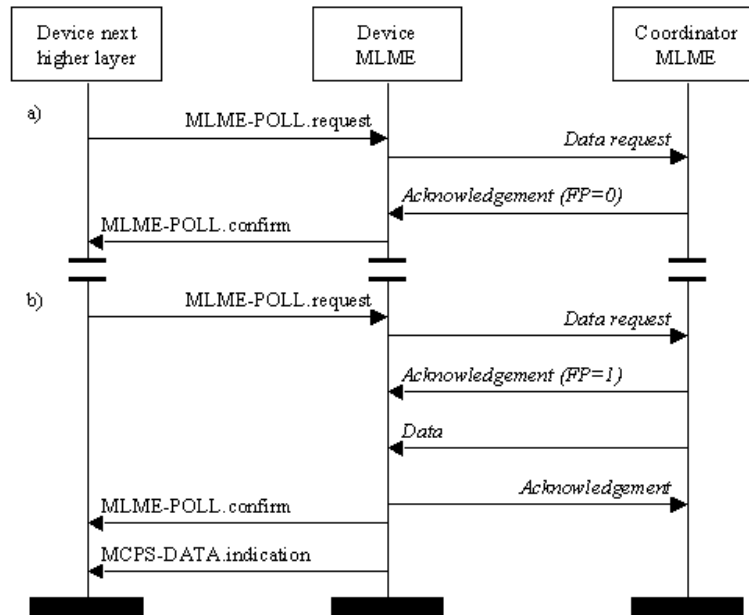 Device next
higher layer
Device
MLME
Coordinator
MLME
a)
MLME-POLL.request
Data request
Acknowledgement (FP=0)
MLME-POLL.confirm
b)
MLME-POLL.request
Data request
Acknowledgement (FP=1)
Data
Acknowledgement
MLME-POLL.confirm
MCPS-DATA.indication